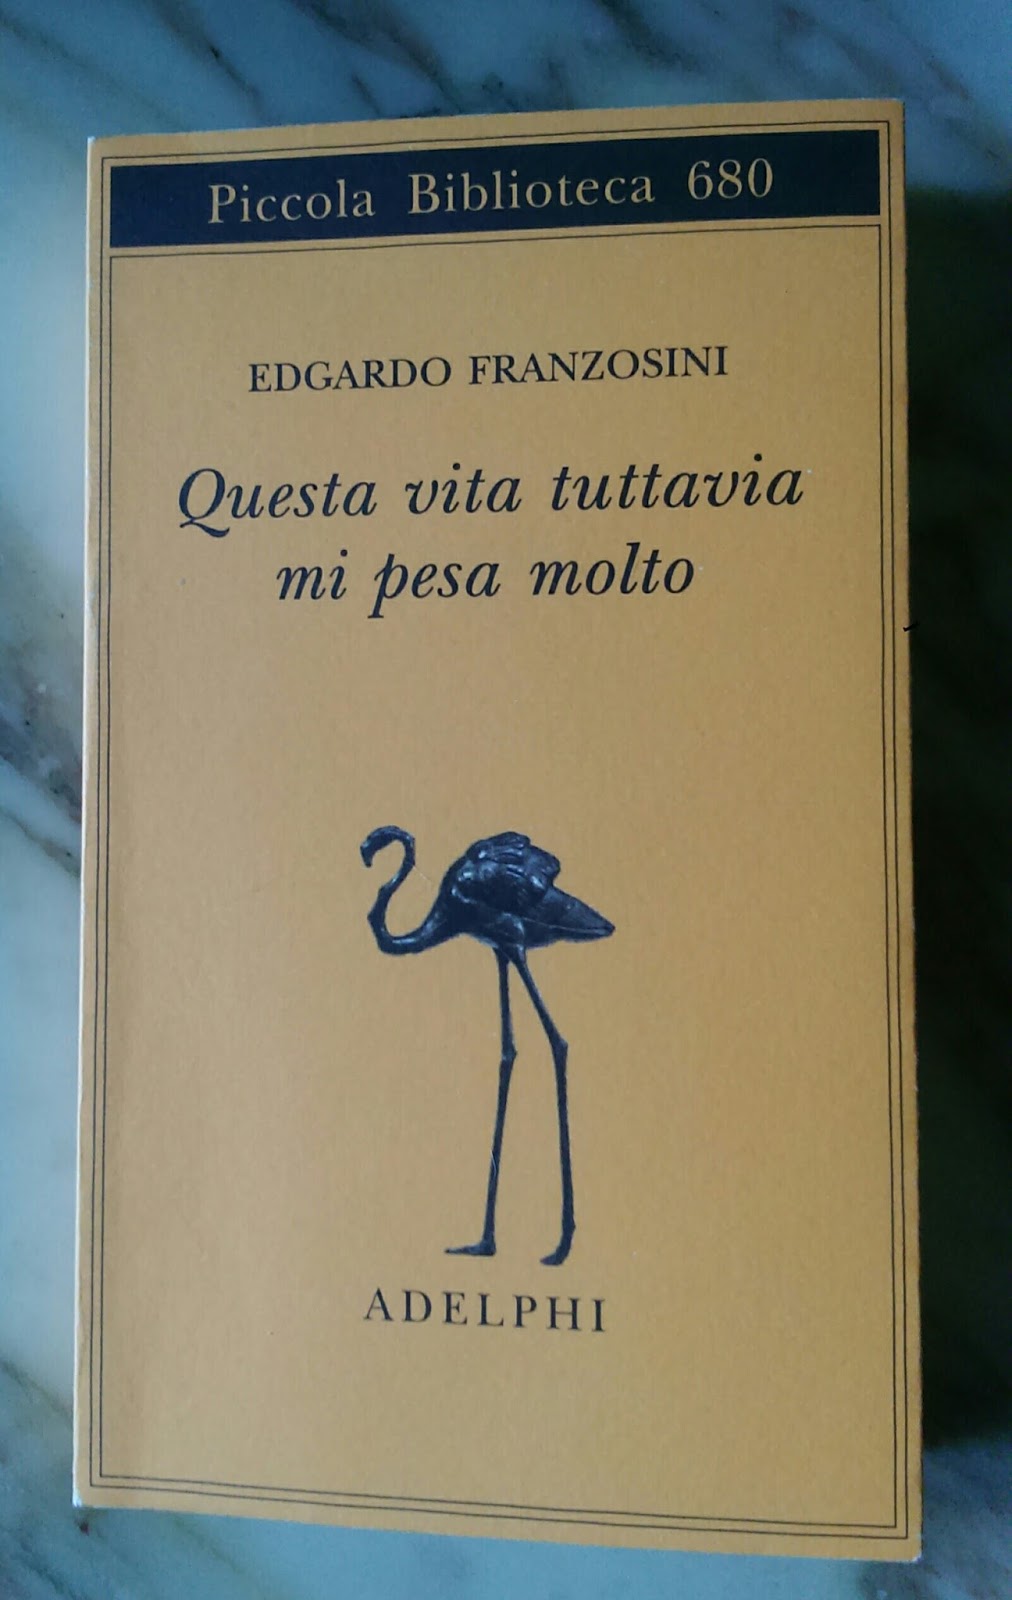 Piccola Biblioteca 680
EDGARDO FRANZOSINI
Questa vita tuttavia
mi pesa molto
ADELPHI